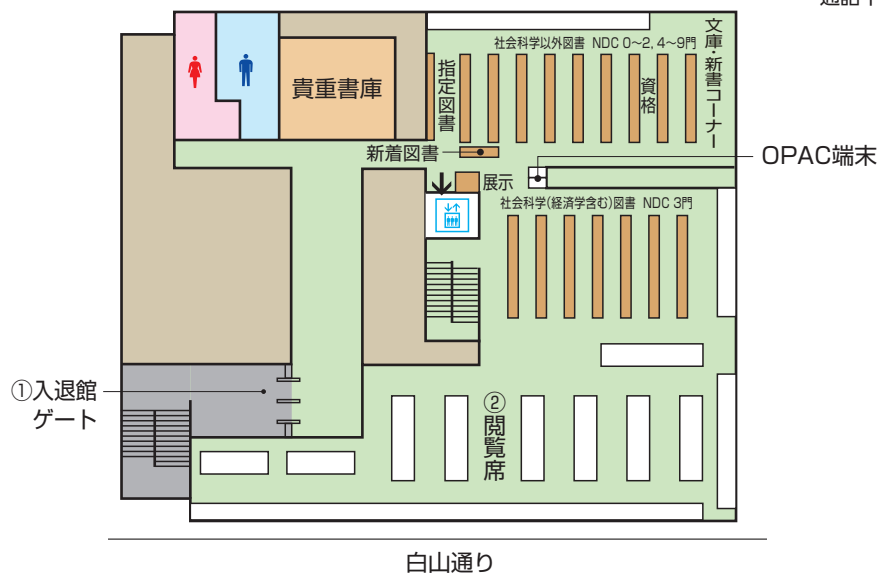 社会科学以外図書 NDC 0~2, 4~9門
文庫・新書コーナー
指定図書
資格
貴重書庫
新着図書
OPAC端末
展示
社会科学(経済学含む)図書 NDC 3門
①入退館
ゲート
②閲覧席
白山通り